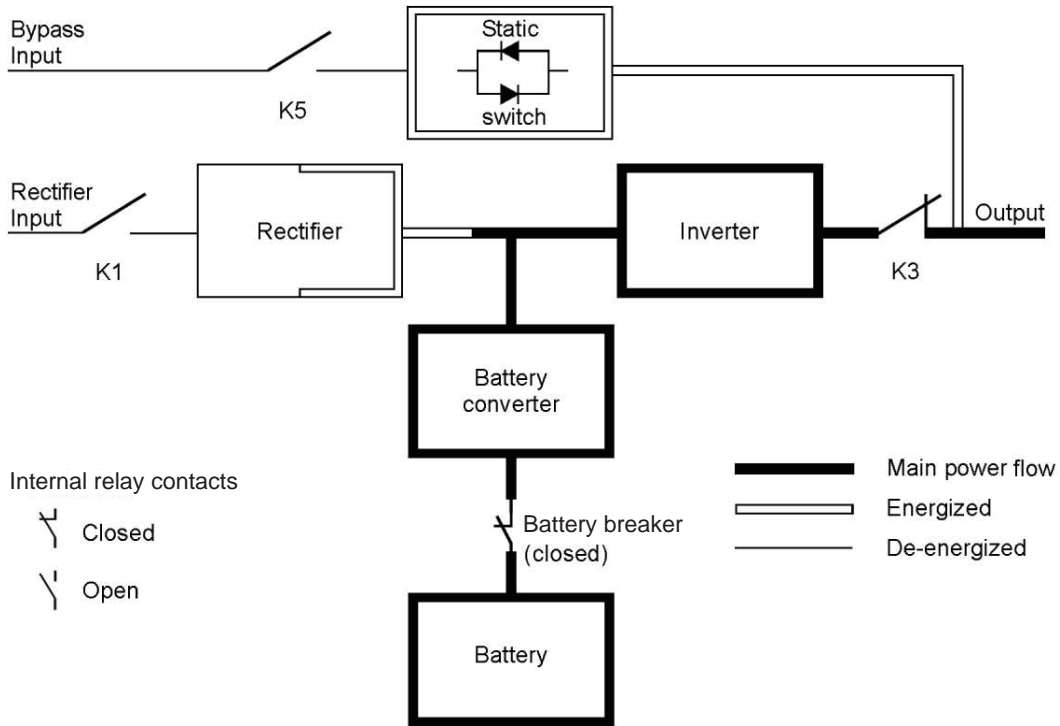 Bypass
Input
K5
Static
switch
Rectifier
Input
K1
Rectifier
Inverter
K3
Output
Battery
converter
Internal relay contacts
Closed
Open
Battery breaker
(closed)
Battery
Main power flow
Energized
De-energized